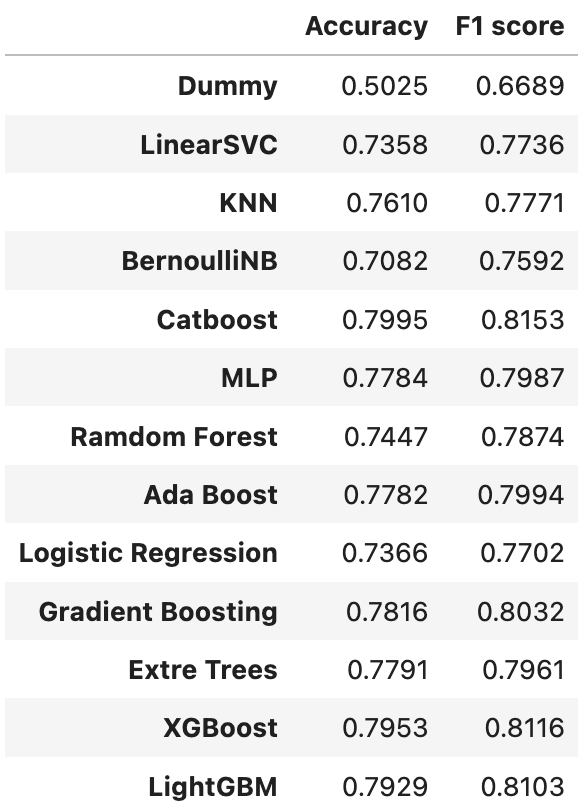 Accuracy F1 score
Dummy 0.5025 0.6689
LinearSVC 0.7358 0.7736
KNN 0.7610 0.7771
BernoulliNB 0.7082 0.7592
Catboost 0.7995 0.8153
MLP 0.7784 0.7987
Ramdom Forest 0.7447 0.7874
Ada Boost 0.7782 0.7994
Logistic Regression 0.7366 0.7702
Gradient Boosting 0.7816 0.8032
Extre Trees 0.7791 0.7961
XGBoost 0.7953 0.8116
LightGBM 0.7929 0.8103